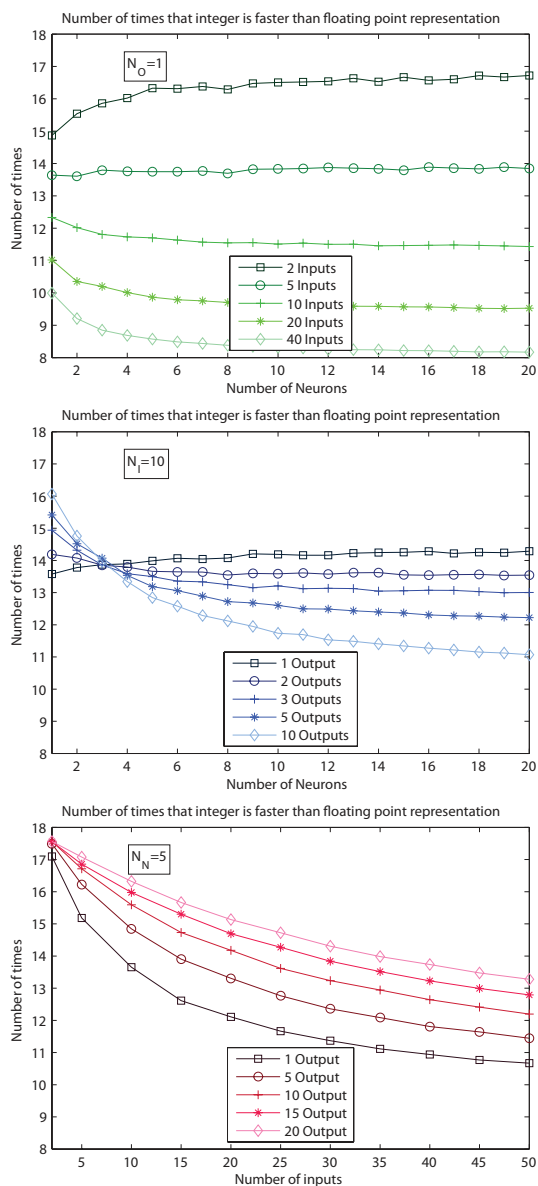 Number of times that integer is faster than floating point representation
18
17
16
15
14
13
12
11
10
9
8
Number of times
N_O=1
2 Inputs
5 Inputs
10 Inputs
20 Inputs
40 Inputs
2 4 6 8 10 12 14 16 18 20
Number of Neurons
Number of times that integer is faster than floating point representation
18
17
16
15
14
13
12
11
10
9
8
Number of times
N_I=10
1 Output
2 Outputs
3 Outputs
5 Outputs
10 Outputs
2 4 6 8 10 12 14 16 18 20
Number of Neurons
Number of times that integer is faster than floating point representation
18
17
16
15
14
13
12
11
10
9
8
Number of times
N_N=5
1 Output
5 Output
10 Output
15 Output
20 Output
5 10 15 20 25 30 35 40 45 50
Number of inputs